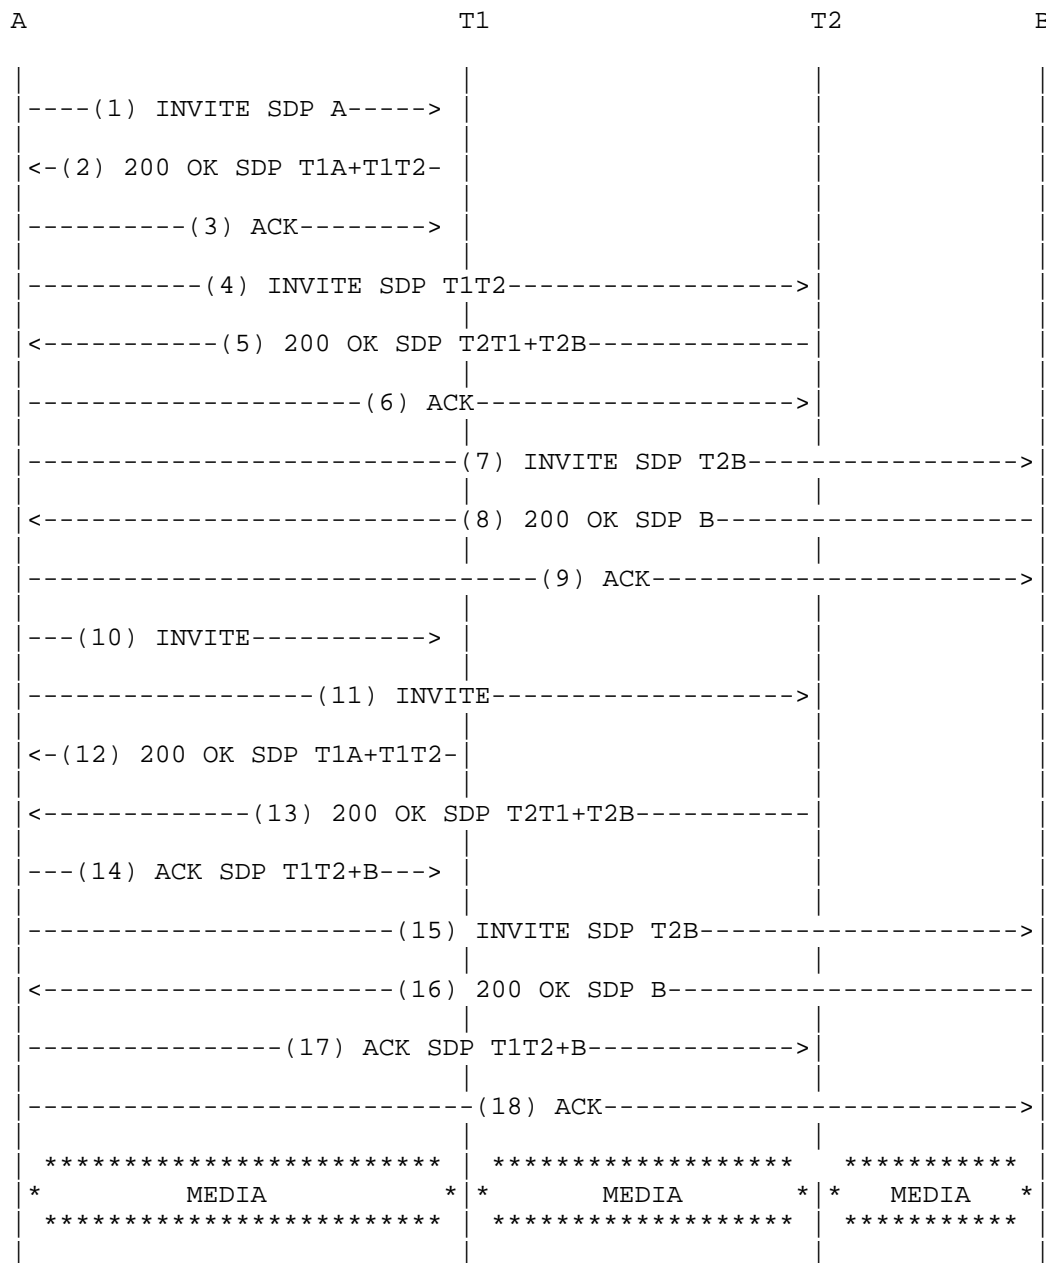 A T1 T2 B
----(1) INVITE SDP A----->
<-(2) 200 OK SDP T1A+T1T2-
----------(3) ACK-------->
-----------(4) INVITE SDP T1T2------------------>
<-----------(5) 200 OK SDP T2T1+T2B--------------
---------------------(6) ACK-------------------->
---------------------------(7) INVITE SDP T2B----------------->
<--------------------------(8) 200 OK SDP B--------------------
--------------------------------(9) ACK----------------------->
---(10) INVITE----------->
------------------(11) INVITE------------------->
<-(12) 200 OK SDP T1A+T1T2-
<-------------(13) 200 OK SDP T2T1+T2B-----------
---(14) ACK SDP T1T2+B--->
-----------------------(15) INVITE SDP T2B-------------------->
<----------------------(16) 200 OK SDP B-----------------------
----------------(17) ACK SDP T1T2+B------------->
----------------------------(18) ACK-------------------------->
************************* ******************* ***********
* MEDIA * * MEDIA * * MEDIA *
************************* ******************* ***********